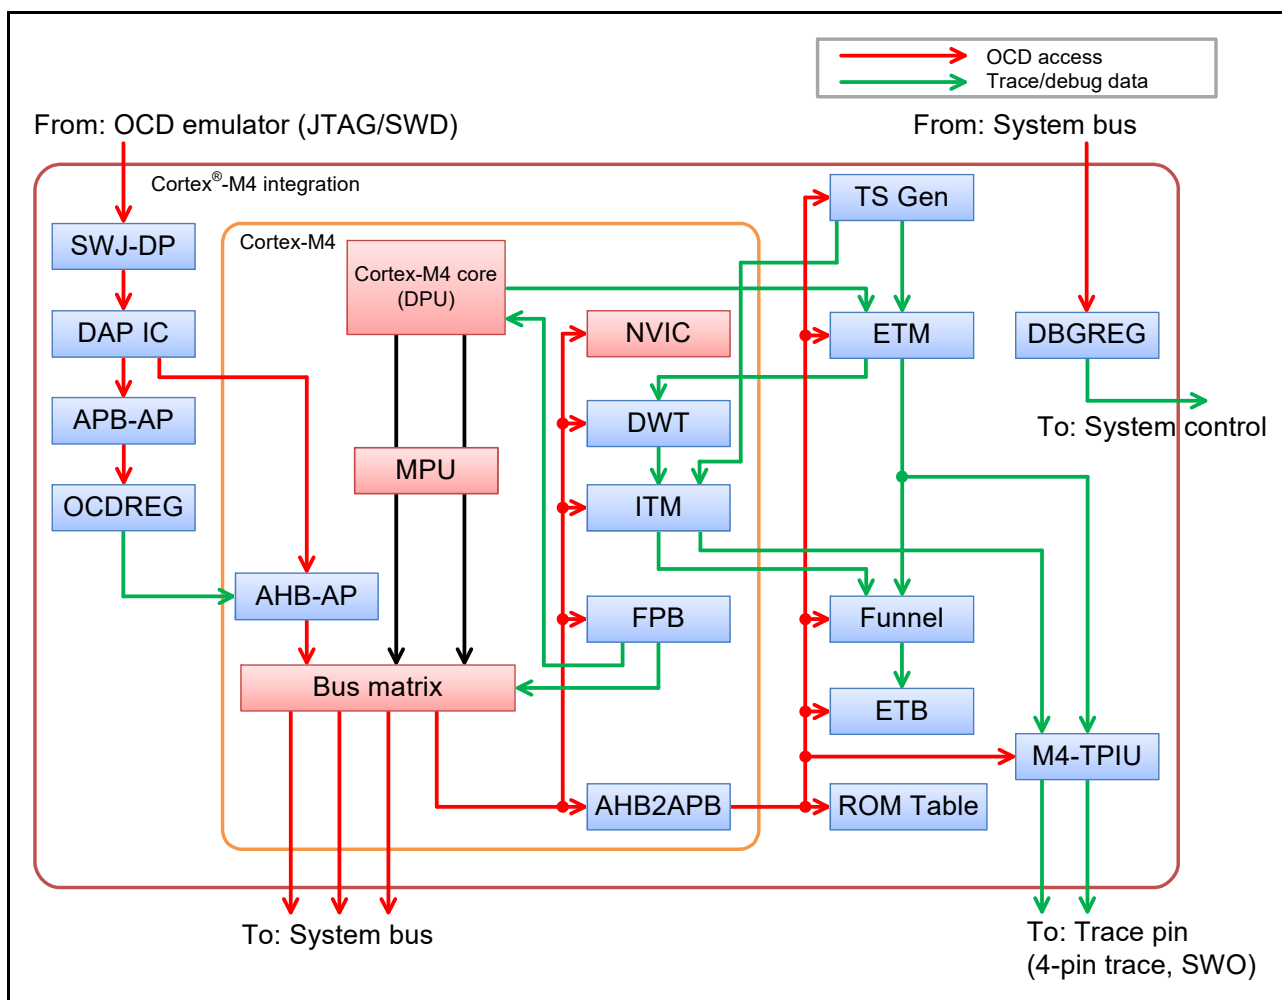 OCD access
Trace/debug data
From: OCD emulator (JTAG/SWD)
From: System bus
Cortex®-M4 integration
TS Gen
SWJ-DP
Cortex-M4
Cortex-M4 core
(DPU)
DAP IC
NVIC
ETM
DBGREG
APB-AP
DWT
To: System control
MPU
OCDREG
ITM
AHB-AP
FPB
Funnel
Bus matrix
ETB
M4-TPIU
AHB2APB
ROM Table
To: System bus
To: Trace pin
(4-pin trace, SWO)